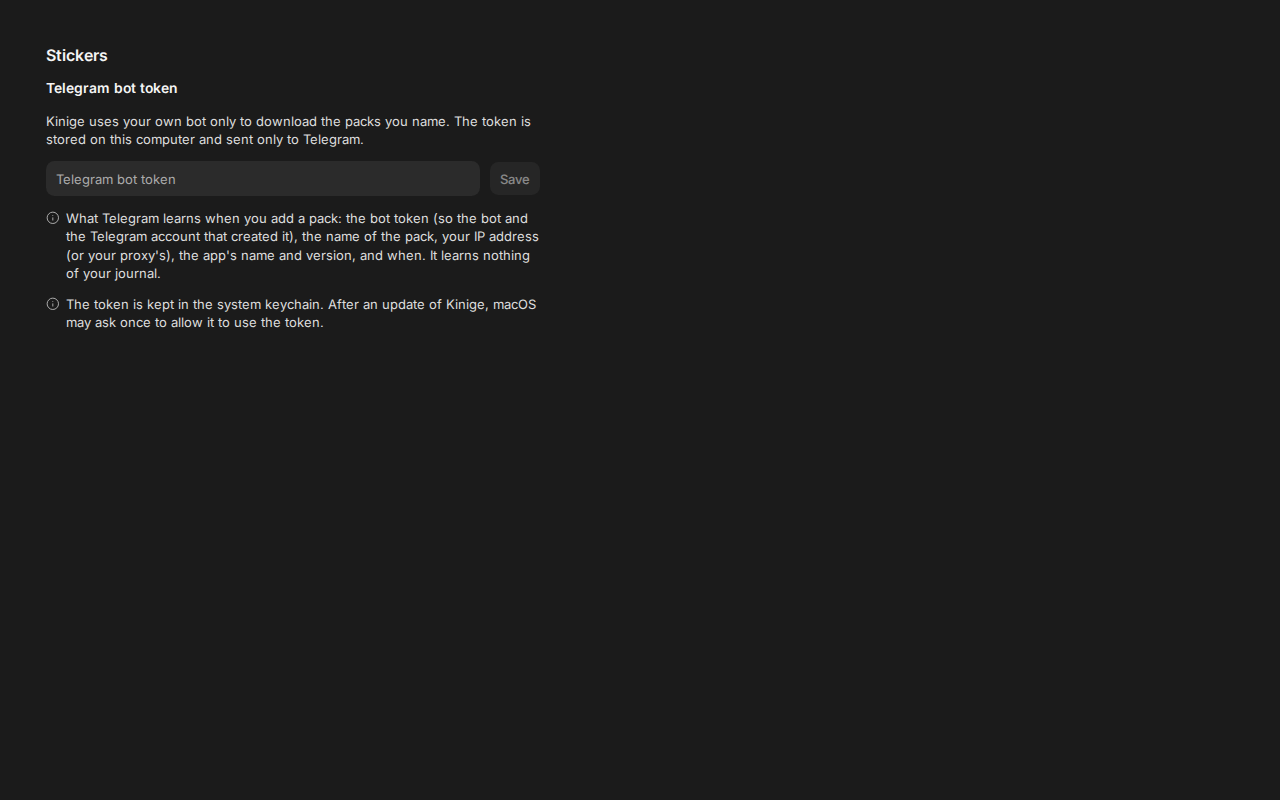 Stickers
Telegram bot token
Kinige uses your own bot only to download the packs you name. The token is
stored on this computer and sent only to Telegram.
Telegram bot token
Save
What Telegram learns when you add a pack: the bot token (so the bot and
the Telegram account that created it), the name of the pack, your IP address
(or your proxy's), the app's name and version, and when. It learns nothing
of your journal.
The token is kept in the system keychain. After an update of Kinige, macOS
may ask once to allow it to use the token.